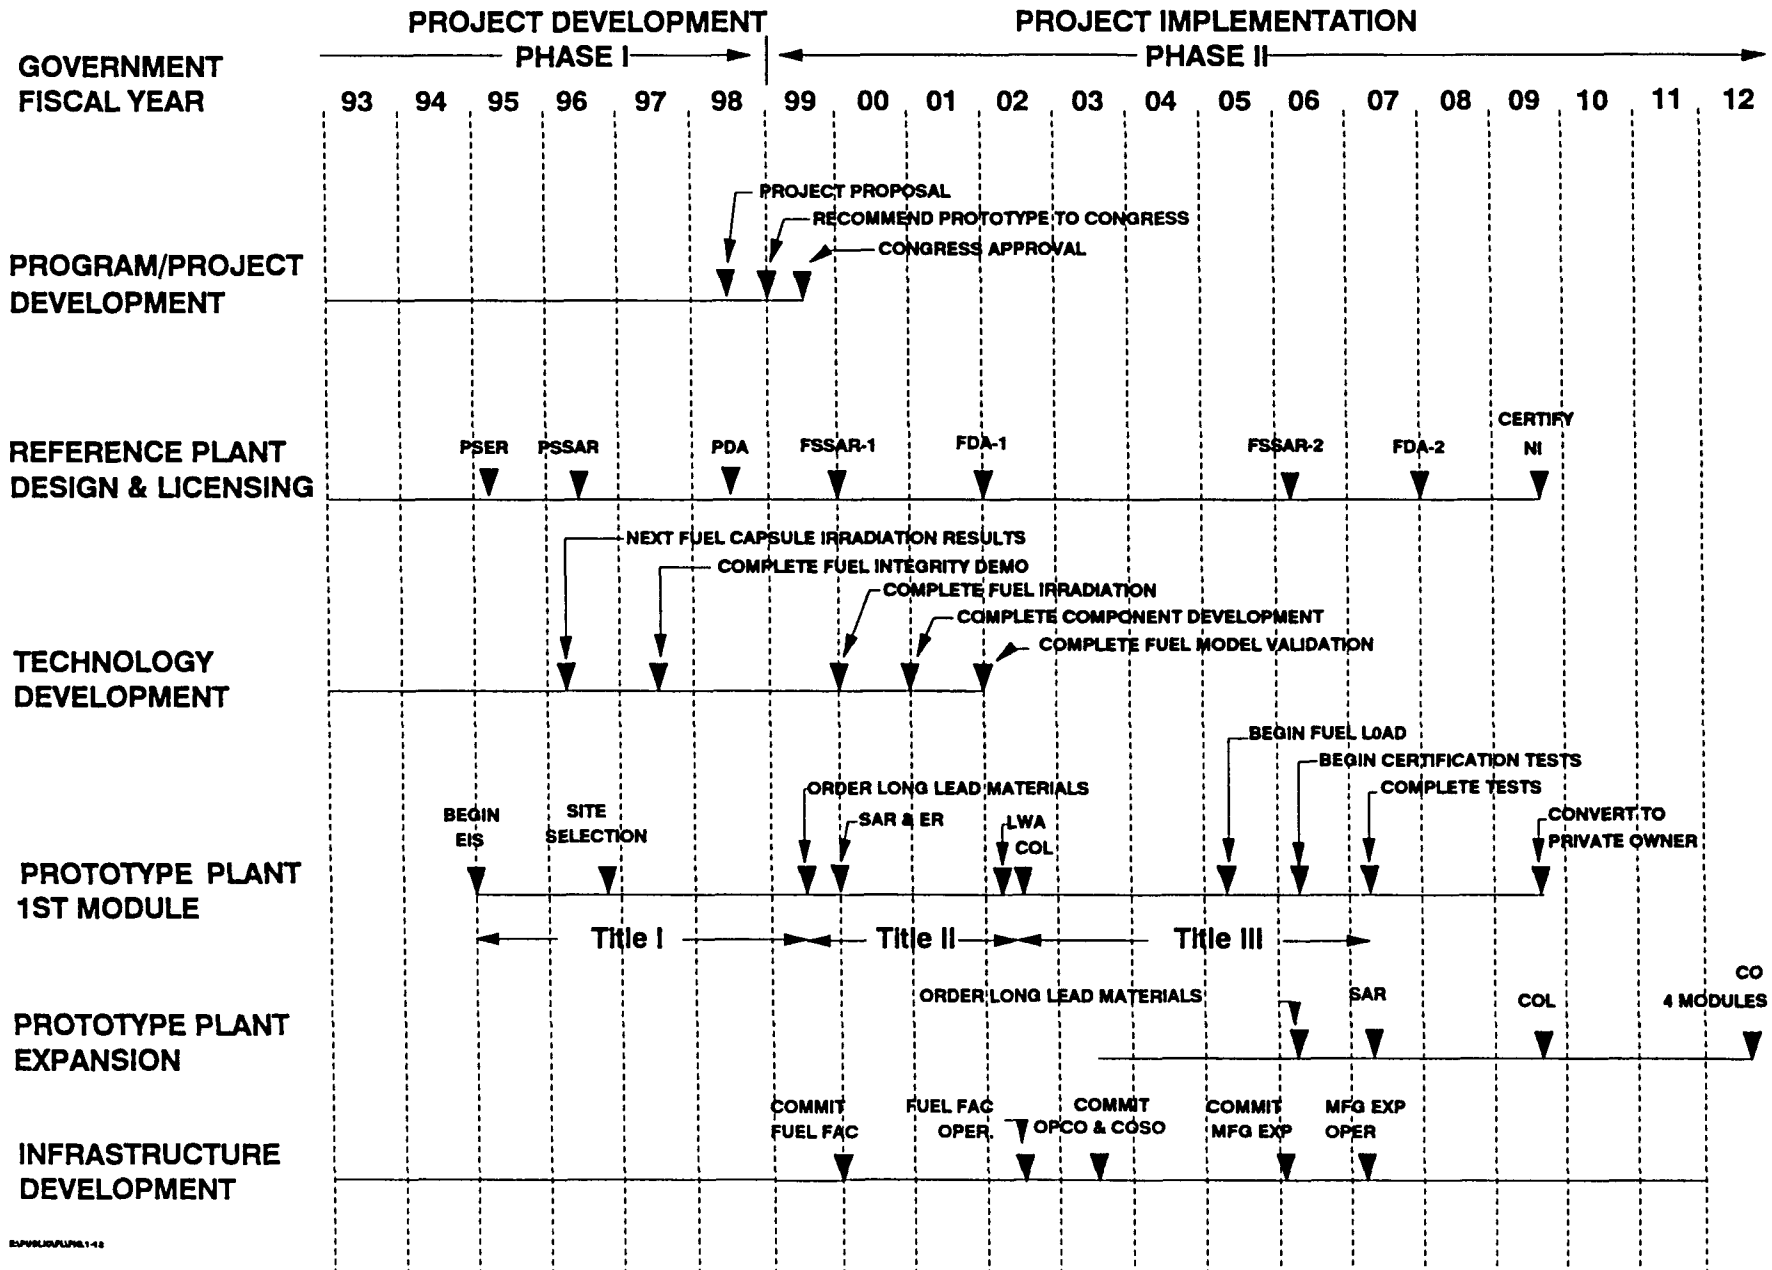 PROJECT DEVELOPMENT
PROJECT IMPLEMENTATION
PHASE I
PHASE II
GOVERNMENT
FISCAL YEAR
93 94 95 96 97 98 99 00 01 02 03 04 05 06 07 08 09 10 11 12
PROJECT PROPOSAL
RECOMMEND PROTOTYPE TO CONGRESS
CONGRESS APPROVAL
PROGRAM/PROJECT
DEVELOPMENT
REFERENCE PLANT
DESIGN & LICENSING
PSER
PSSAR
PDA
FSSAR-1
FDA-1
FSSAR-2
FDA-2
CERTIFY
NI
NEXT FUEL CAPSULE IRRADIATION RESULTS
COMPLETE FUEL INTEGRITY DEMO
COMPLETE FUEL IRRADIATION
COMPLETE COMPONENT DEVELOPMENT
COMPLETE FUEL MODEL VALIDATION
TECHNOLOGY
DEVELOPMENT
BEGIN FUEL LOAD
BEGIN CERTIFICATION TESTS
COMPLETE TESTS
ORDER LONG LEAD MATERIALS
SAR & ER
BEGIN
EIS
SITE
SELECTION
LWA
COL
CONVERT TO
PRIVATE OWNER
PROTOTYPE PLANT
1ST MODULE
Title I
Title II
Title III
ORDER LONG LEAD MATERIALS
SAR
COL
CO
4 MODULES
PROTOTYPE PLANT
EXPANSION
COMMIT
FUEL FAC
FUEL FAC
OPER.
COMMIT
OPCO & COSO
COMMIT
MFG EXP
MFG EXP
OPER
INFRASTRUCTURE
DEVELOPMENT